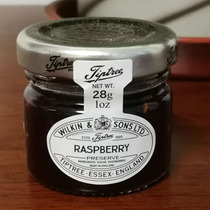 Tiptree
NET WT.
28g
1oz
WILKIN & SONS LTD
RASPBERRY
PRESERVE
TIPTREE · ESSEX · ENGLAND